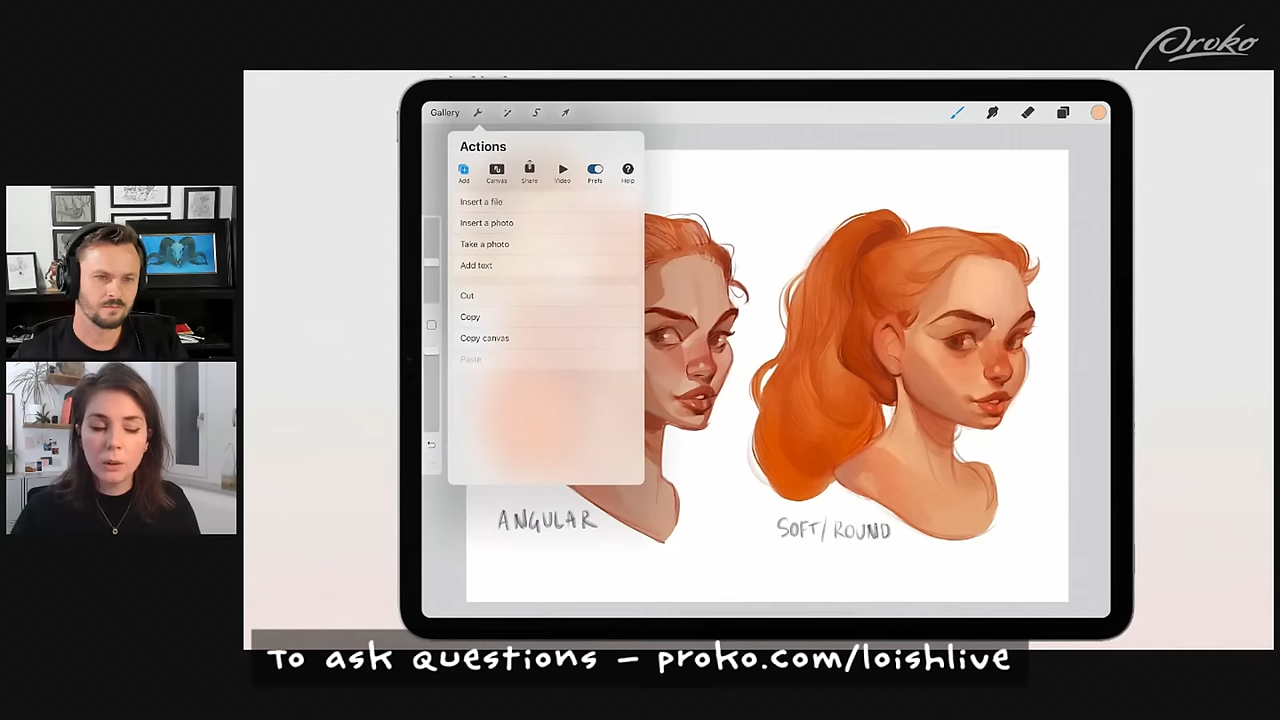 Proko
Gallery
Actions
Add
Canvas
Share
Video
Prefs
Help
Insert a file
Insert a photo
Take a photo
Add text
Cut
Copy
Copy canvas
Paste
ANGULAR
SOFT/ROUND
To ask questions – proko.com/loishlive